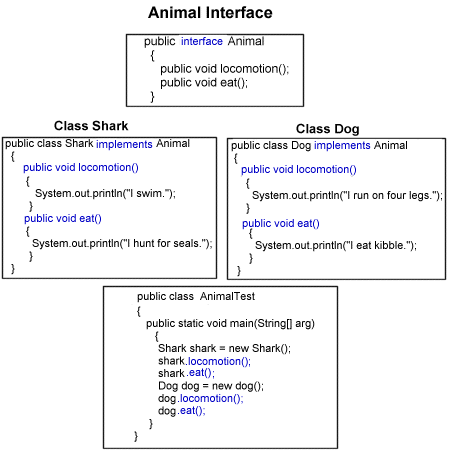 Animal Interface
public interface Animal
{
public void locomotion();
public void eat();
}
Class Shark
public class Shark implements Animal
{
public void locomotion()
{
System.out.println("I swim.");
}
public void eat()
{
System.out.println("I hunt for seals.");
}
}
Class Dog
public class Dog implements Animal
{
public void locomotion()
{
System.out.println("I run on four legs.");
}
public void eat()
{
System.out.println("I eat kibble.");
}
}
public class AnimalTest
{
public static void main(String[] arg)
{
Shark shark = new Shark();
shark.locomotion();
shark.eat();
Dog dog = new dog();
dog.locomotion();
dog.eat();
}
}